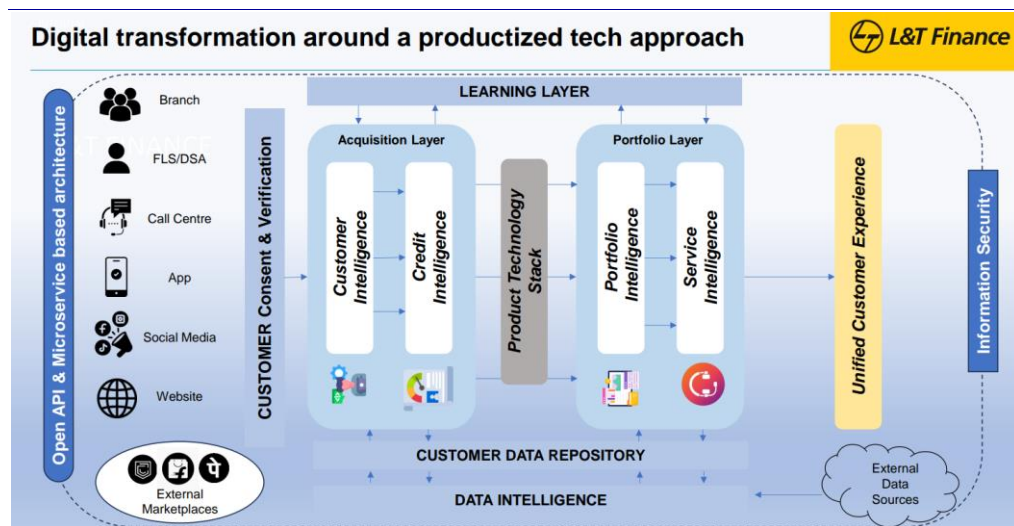 Digital transformation around a productized tech approach
L&T Finance
Open API & Microservice based architecture
Branch
FLS/DSA
Call Centre
App
Social Media
Website
External
Marketplaces
CUSTOMER Consent & Verification
LEARNING LAYER
Acquisition Layer
Customer
Intelligence
Credit
Intelligence
Product Technology
Stack
Portfolio Layer
Portfolio
Intelligence
Service
Intelligence
CUSTOMER DATA REPOSITORY
DATA INTELLIGENCE
Unified Customer Experience
External
Data
Sources
Information Security